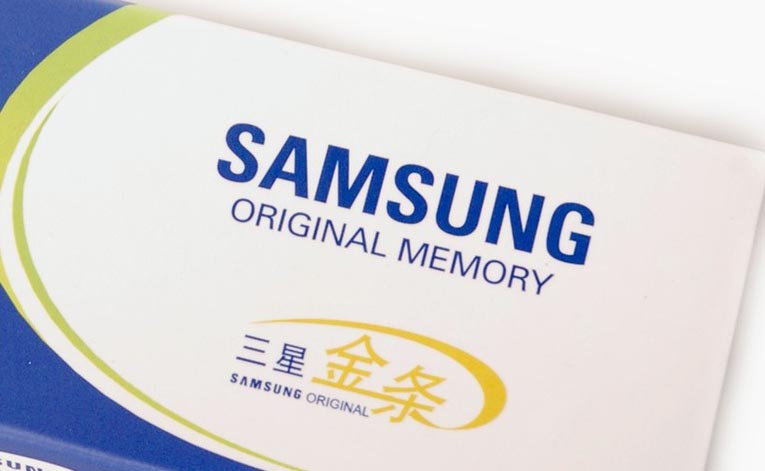 SAMSUNG
ORIGINAL MEMORY
三星 金条
SAMSUNG ORIGINAL